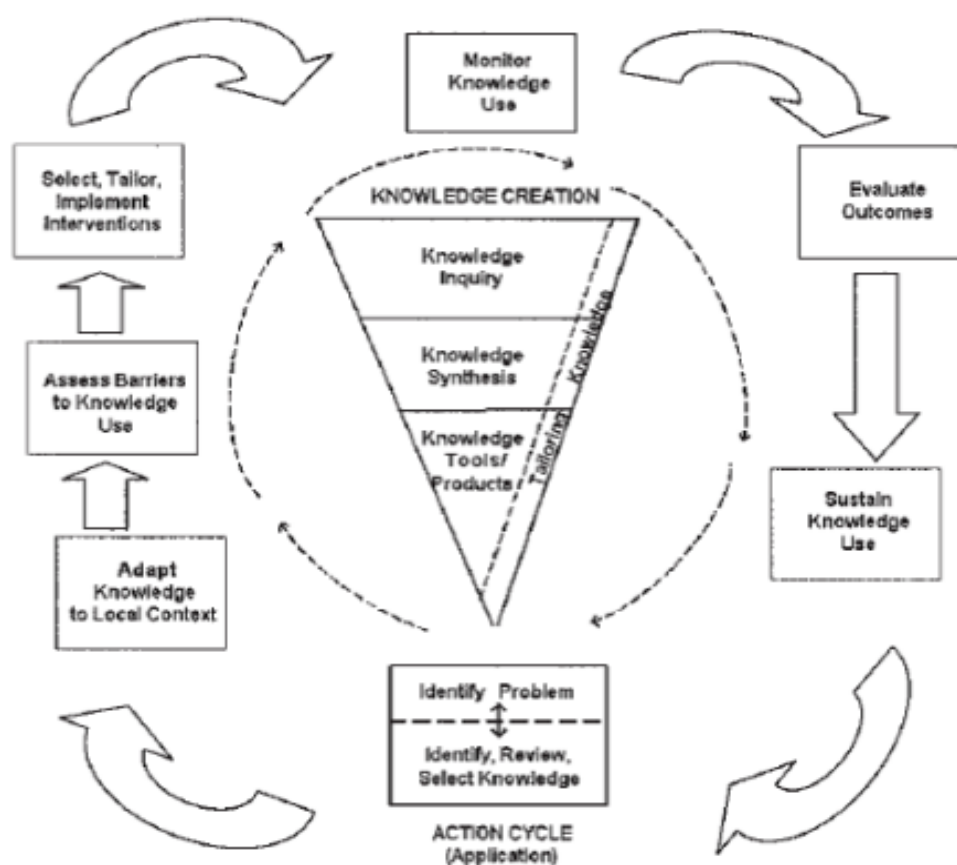 Monitor
Knowledge
Use
Select, Tailor,
Implement
Interventions
Evaluate
Outcomes
KNOWLEDGE CREATION
Knowledge
Inquiry
Knowledge
Synthesis
Knowledge
Tools/
Products
Knowledge
Tailoring
Assess Barriers
to Knowledge
Use
Sustain
Knowledge
Use
Adapt
Knowledge
to Local Context
Identify Problem
Identify, Review,
Select Knowledge
ACTION CYCLE
(Application)